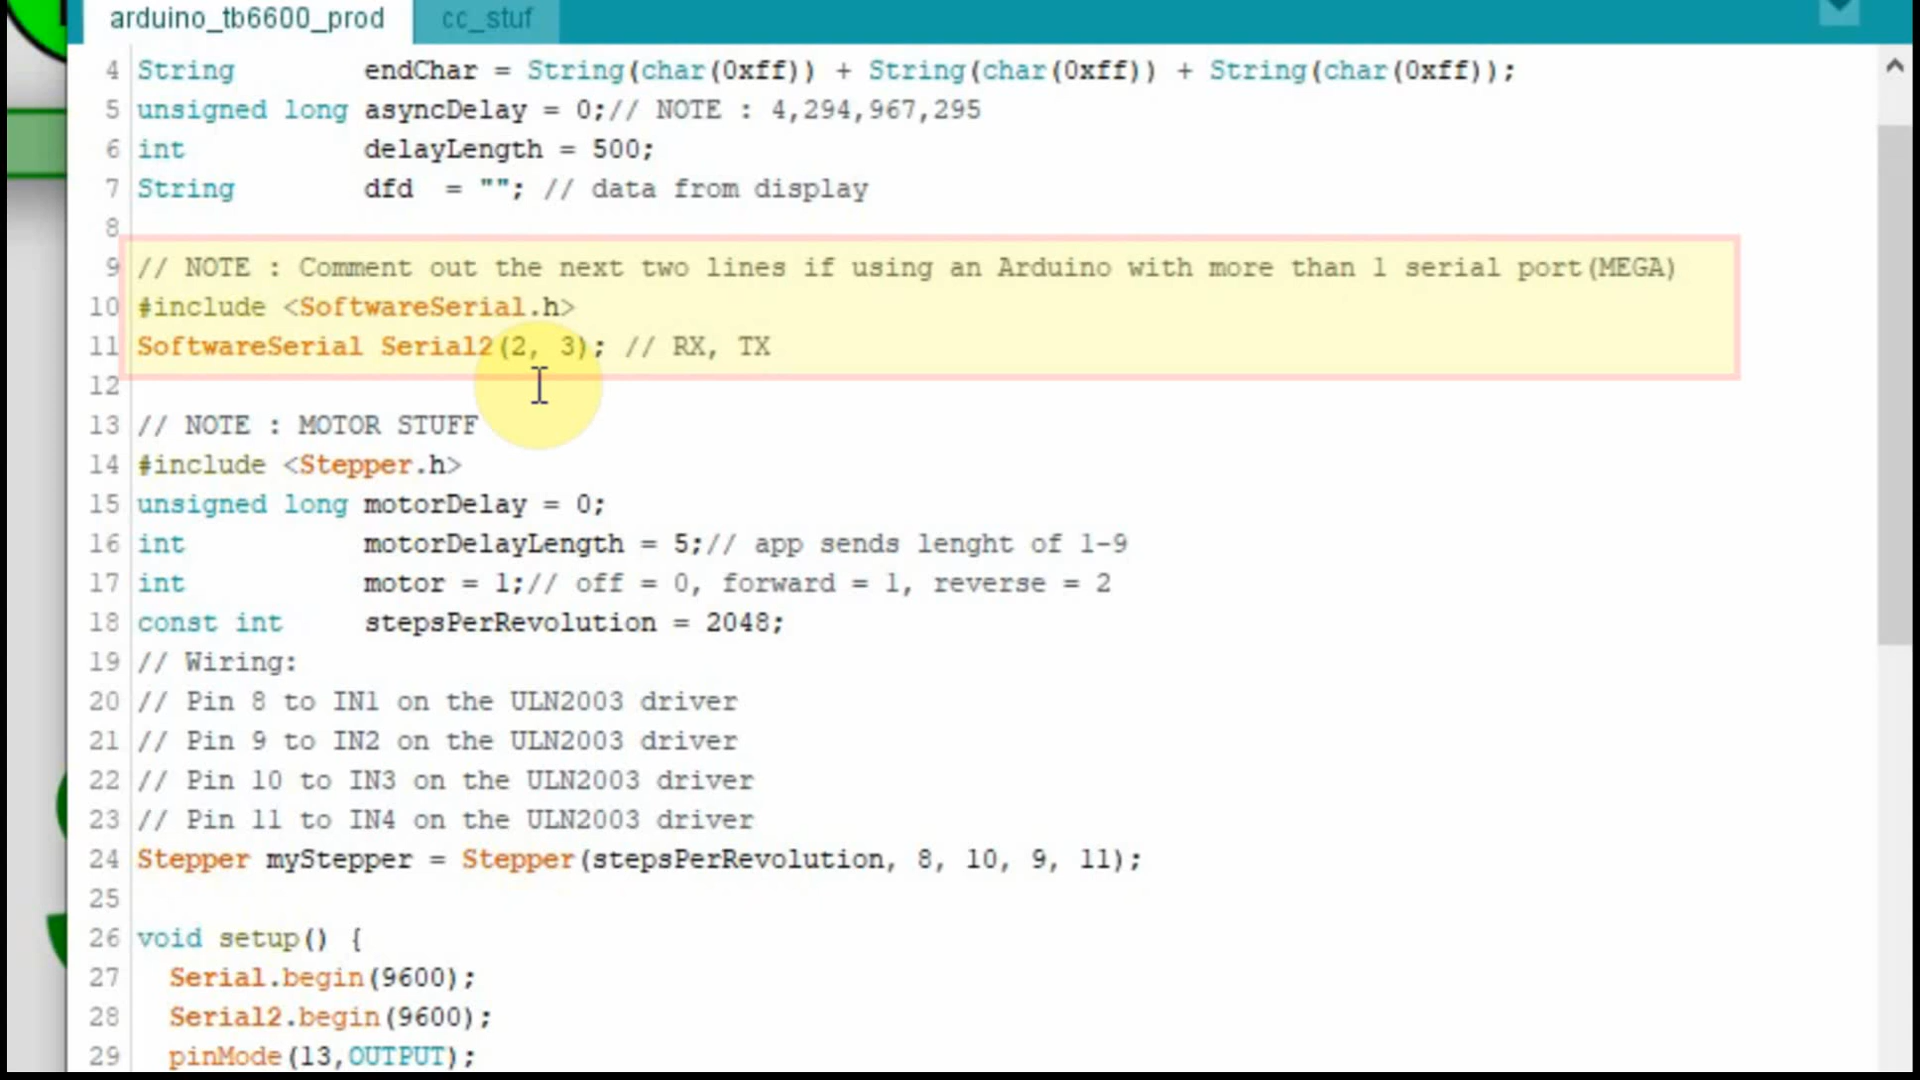 arduino_tb6600_prod cc_stuf
4 String endChar = String(char(0xff)) + String(char(0xff)) + String(char(0xff));
5 unsigned long asyncDelay = 0;// NOTE : 4,294,967,295
6 int delayLength = 500;
7 String dfd = ""; // data from display
8
9 // NOTE : Comment out the next two lines if using an Arduino with more than 1 serial port(MEGA)
10 #include <SoftwareSerial.h>
11 SoftwareSerial Serial2(2, 3); // RX, TX
12
13 // NOTE : MOTOR STUFF
14 #include <Stepper.h>
15 unsigned long motorDelay = 0;
16 int motorDelayLength = 5;// app sends lenght of 1-9
17 int motor = 1;// off = 0, forward = 1, reverse = 2
18 const int stepsPerRevolution = 2048;
19 // Wiring:
20 // Pin 8 to IN1 on the ULN2003 driver
21 // Pin 9 to IN2 on the ULN2003 driver
22 // Pin 10 to IN3 on the ULN2003 driver
23 // Pin 11 to IN4 on the ULN2003 driver
24 Stepper myStepper = Stepper(stepsPerRevolution, 8, 10, 9, 11);
25
26 void setup() {
27 Serial.begin(9600);
28 Serial2.begin(9600);
29 pinMode(13,OUTPUT);